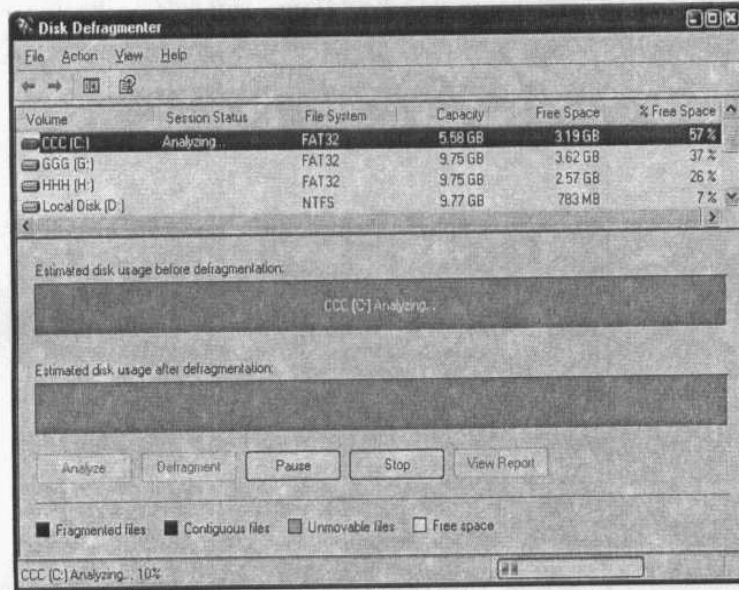 Disk Defragmenter
File Action View Help
Volume Session Status File System Capacity Free Space % Free Space
CCC (C:) Analyzing... FAT32 5.58 GB 3.19 GB 57 %
GGG (G:) FAT32 9.75 GB 3.62 GB 37 %
HHH (H:) FAT32 9.75 GB 2.57 GB 26 %
Local Disk (D:) NTFS 9.77 GB 783 MB 7 %
Estimated disk usage before defragmentation:
CCC (C:) Analyzing...
Estimated disk usage after defragmentation:
Analyze Defragment Pause Stop View Report
Fragmented files Contiguous files Unmovable files Free space
CCC (C:) Analyzing... 10%